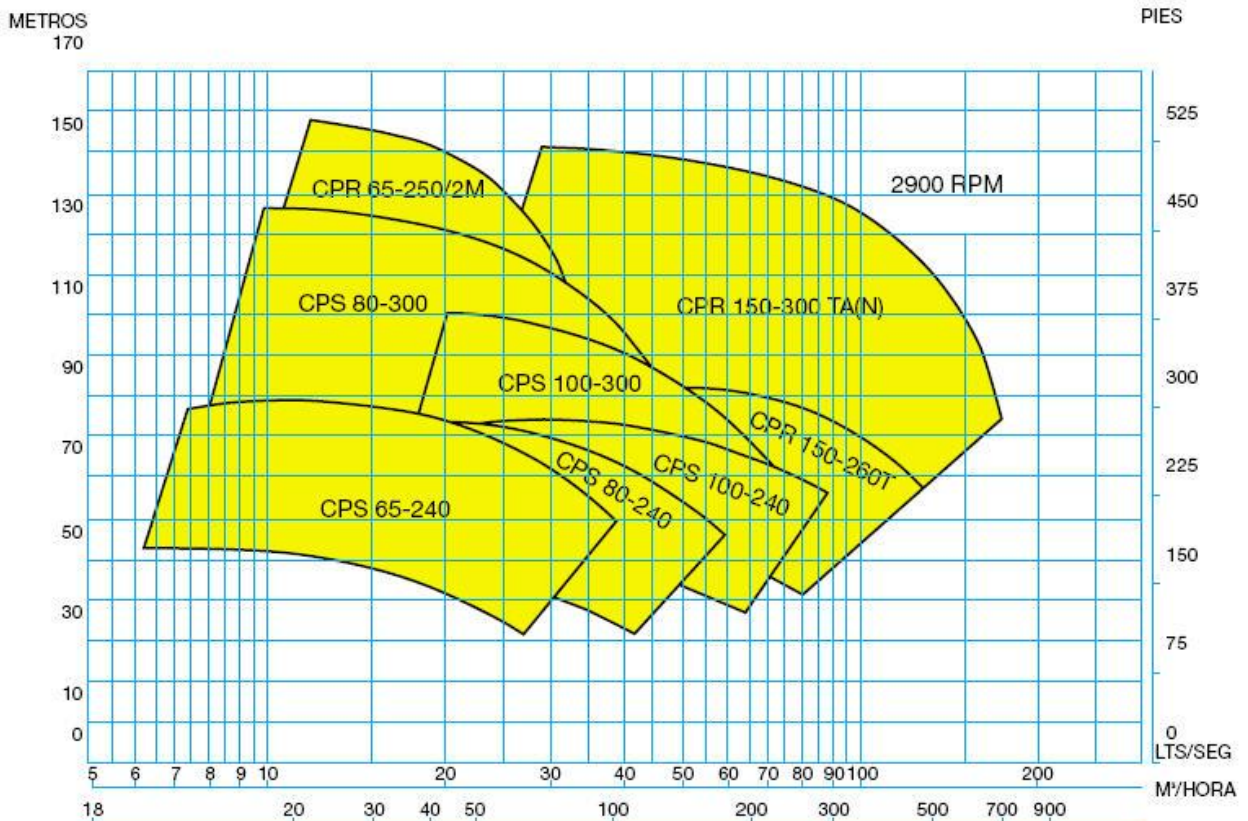 METROS
PIES
170
150
525
CPR 65-250/2M
2900 RPM
130
450
110
375
CPS 80-300
CPR 150-300 TA(N)
90
300
CPS 100-300
70
CPR 150-260T
225
CPS 80-240
CPS 100-240
50
CPS 65-240
150
30
75
10
0
0
LTS/SEG
5 6 7 8 9 10 20 30 40 50 60 70 80 90 100 200
M³/HORA
18 20 30 40 50 100 200 300 500 700 900